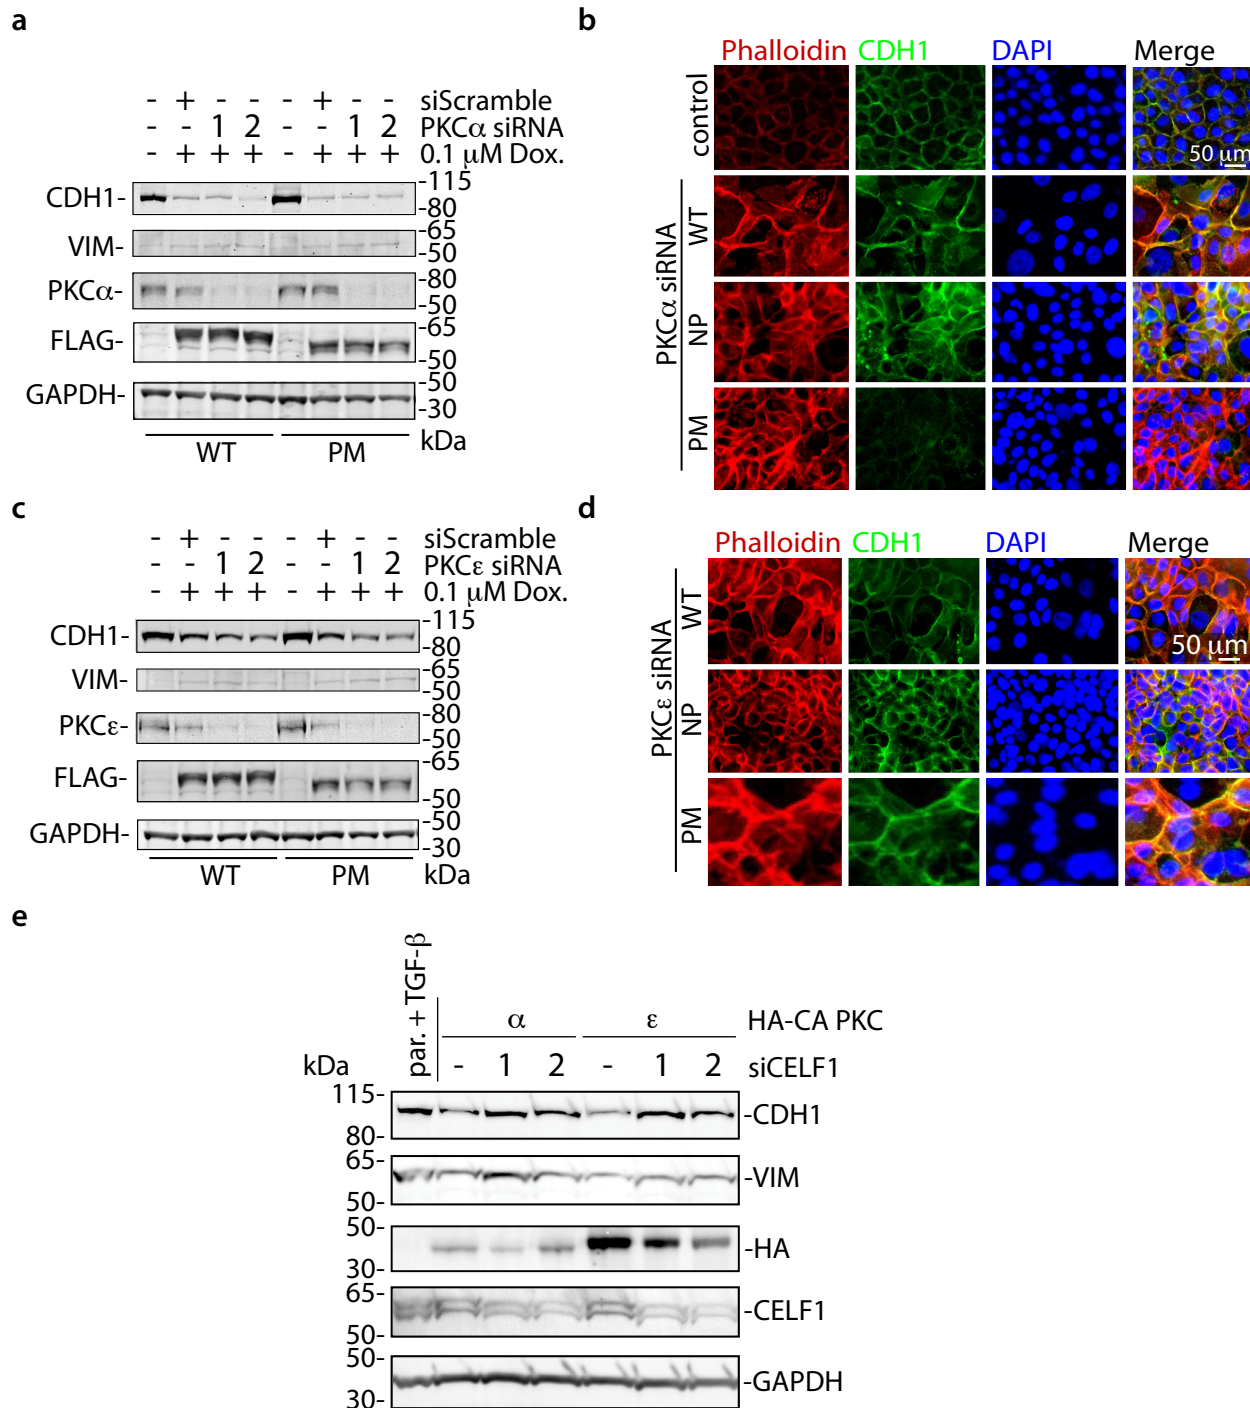 a
- + - - - + - - siScramble
- - 1 2 - - 1 2 PKCα siRNA
- + + + - + + + 0.1 μM Dox.
CDH1- -115
-80
VIM- -65
-50
PKCα- -80
-50
FLAG- -65
-50
GAPDH- -50
-30
WT PM kDa
b
Phalloidin CDH1 DAPI Merge
control
50 μm
PKCα siRNA
WT
NP
PM
c
- + - - - + - - siScramble
- - 1 2 - - 1 2 PKCε siRNA
- + + + - + + + 0.1 μM Dox.
CDH1- -115
-80
VIM- -65
-50
PKCε- -80
-50
FLAG- -65
-50
GAPDH- -50
-30
WT PM kDa
d
Phalloidin CDH1 DAPI Merge
PKCε siRNA
WT
50 μm
NP
PM
e
par. + TGF-β
α ε HA-CA PKC
kDa - 1 2 - 1 2 siCELF1
115- -CDH1
80-
65- -VIM
50-
50- -HA
30-
65- -CELF1
50-
50- -GAPDH
30-